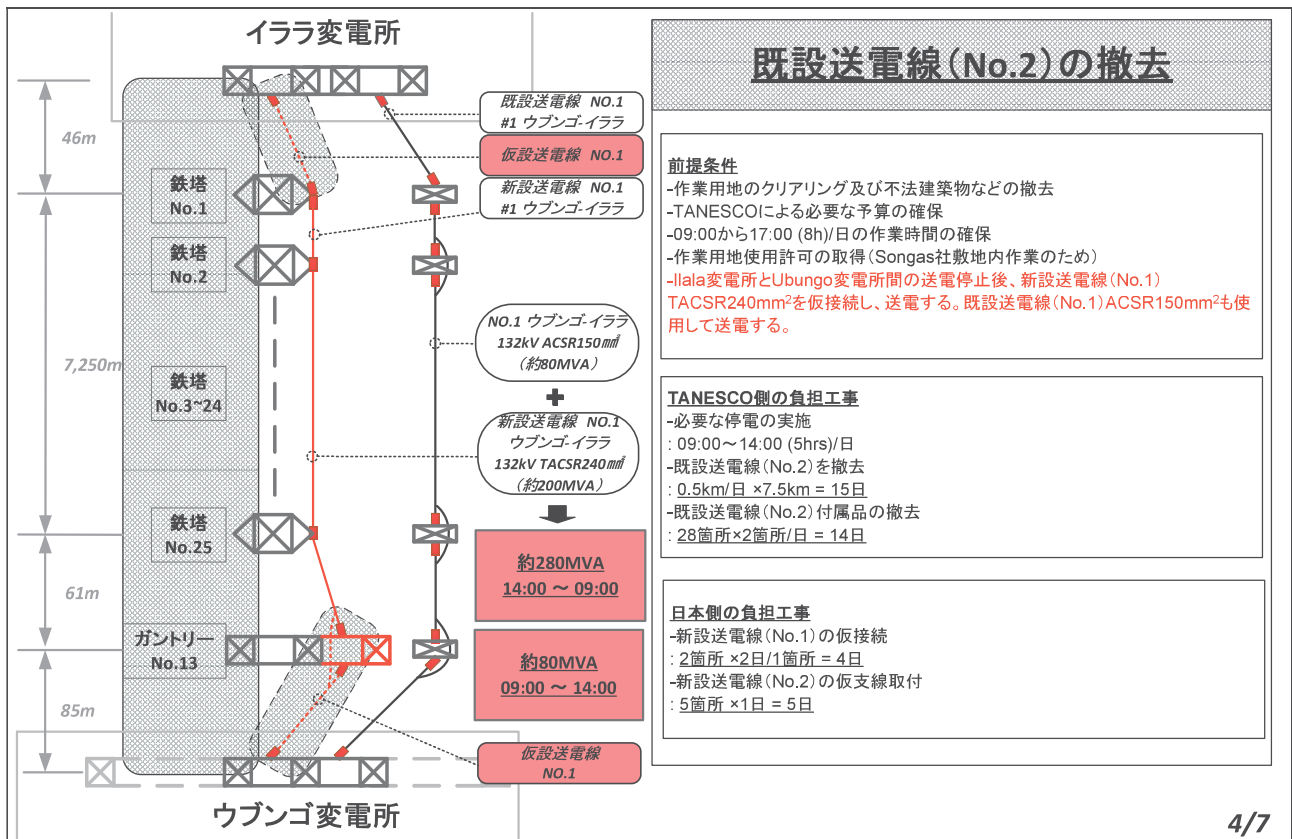 イララ変電所
46m
7,250m
61m
85m
鉄塔
No.1
鉄塔
No.2
鉄塔
No.3~24
鉄塔
No.25
ガントリー
No.13
既設送電線 NO.1
#1 ウブンゴ-イララ
仮設送電線 NO.1
新設送電線 NO.1
#1 ウブンゴ-イララ
NO.1 ウブンゴ-イララ
132kV ACSR150㎟
(約80MVA)
新設送電線 NO.1
ウブンゴ-イララ
132kV TACSR240㎟
(約200MVA)
約280MVA
14:00 ～ 09:00
約80MVA
09:00 ～ 14:00
仮設送電線
NO.1
ウブンゴ変電所
既設送電線(No.2)の撤去
前提条件
-作業用地のクリアリング及び不法建築物などの撤去
-TANESCOによる必要な予算の確保
-09:00から17:00 (8h)/日の作業時間の確保
-作業用地使用許可の取得(Songas社敷地内作業のため)
-Ilala変電所とUbungo変電所間の送電停止後、新設送電線(No.1)
TACSR240mm²を仮接続し、送電する。既設送電線(No.1)ACSR150mm²も使
用して送電する。
TANESCO側の負担工事
-必要な停電の実施
: 09:00～14:00 (5hrs)/日
-既設送電線(No.2)を撤去
: 0.5km/日 ×7.5km = 15日
-既設送電線(No.2)付属品の撤去
: 28箇所×2箇所/日 = 14日
日本側の負担工事
-新設送電線(No.1)の仮接続
: 2箇所 ×2日/1箇所 = 4日
-新設送電線(No.2)の仮支線取付
: 5箇所 ×1日 = 5日
4/7